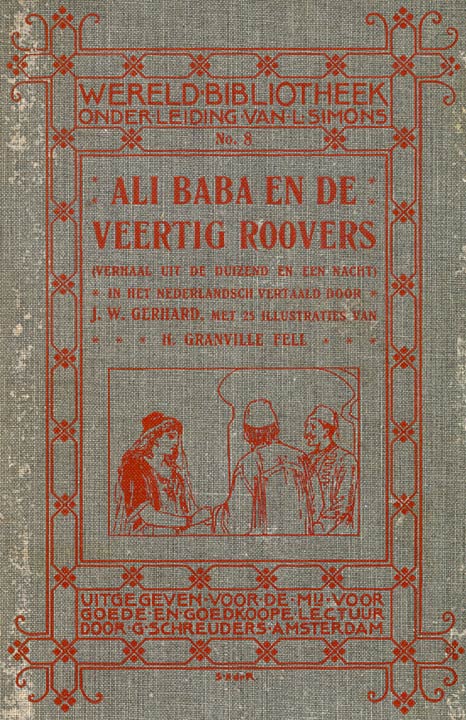 WERELD·BIBLIOTHEEK
ONDER·LEIDING·VAN·L·SIMONS
No. 8
ALI BABA EN DE
VEERTIG ROOVERS
(VERHAAL UIT DE DUIZEND EN EEN NACHT)
* IN HET NEDERLANDSCH VERTAALD DOOR *
J. W. GERHARD, MET 25 ILLUSTRATIES VAN
* * * H. GRANVILLE FELL * * *
UITGEGEVEN·VOOR·DE·MIJ·VOOR
GOEDE·EN·GOEDKOOPE·LECTUUR
DOOR·G·SCHREUDERS·AMSTERDAM